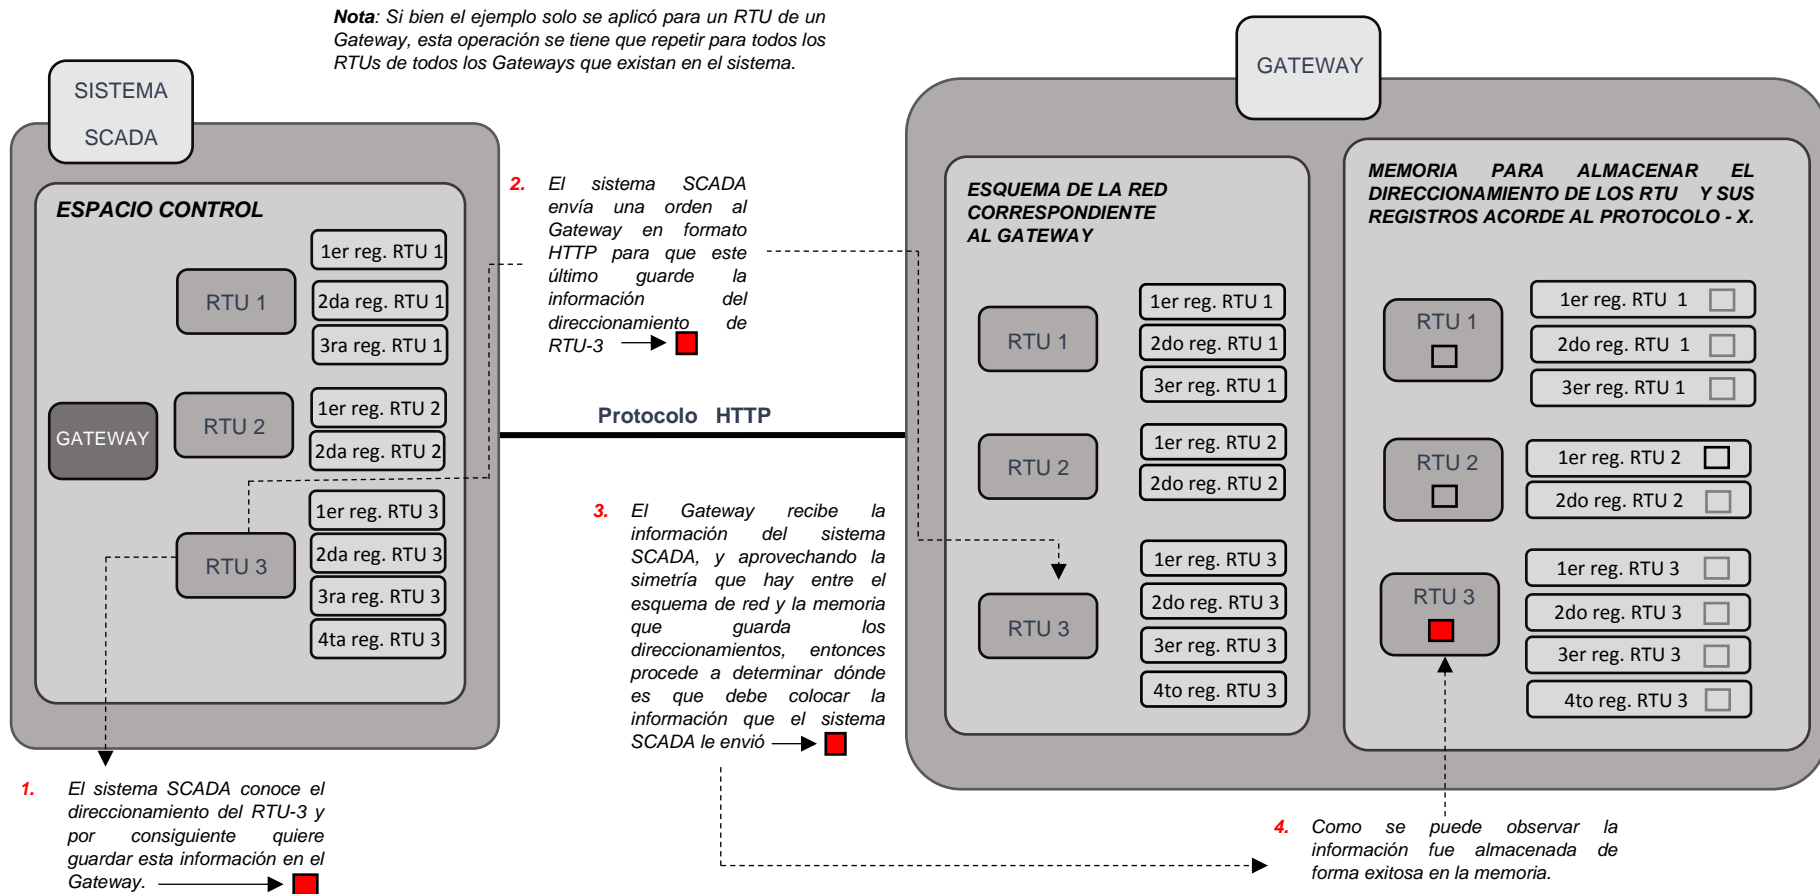 Nota: Si bien el ejemplo solo se aplicó para un RTU de un
Gateway, esta operación se tiene que repetir para todos los
RTUs de todos los Gateways que existan en el sistema.
SISTEMA
SCADA
ESPACIO CONTROL
GATEWAY
RTU 1
1er reg. RTU 1
2da reg. RTU 1
3ra reg. RTU 1
RTU 2
1er reg. RTU 2
2da reg. RTU 2
RTU 3
1er reg. RTU 3
2da reg. RTU 3
3ra reg. RTU 3
4ta reg. RTU 3
1. El sistema SCADA conoce el
direccionamiento del RTU-3 y
por consiguiente quiere
guardar esta información en el
Gateway.
2. El sistema SCADA
envía una orden al
Gateway en formato
HTTP para que este
último guarde la
información del
direccionamiento de
RTU-3
Protocolo HTTP
3. El Gateway recibe la
información del sistema
SCADA, y aprovechando la
simetría que hay entre el
esquema de red y la memoria
que guarda los
direccionamientos, entonces
procede a determinar dónde
es que debe colocar la
información que el sistema
SCADA le envió
GATEWAY
ESQUEMA DE LA RED
CORRESPONDIENTE
AL GATEWAY
RTU 1
1er reg. RTU 1
2do reg. RTU 1
3er reg. RTU 1
RTU 2
1er reg. RTU 2
2do reg. RTU 2
RTU 3
1er reg. RTU 3
2do reg. RTU 3
3er reg. RTU 3
4to reg. RTU 3
MEMORIA PARA ALMACENAR EL
DIRECCIONAMIENTO DE LOS RTU Y SUS
REGISTROS ACORDE AL PROTOCOLO - X.
RTU 1
1er reg. RTU 1
2do reg. RTU 1
3er reg. RTU 1
RTU 2
1er reg. RTU 2
2do reg. RTU 2
RTU 3
1er reg. RTU 3
2do reg. RTU 3
3er reg. RTU 3
4to reg. RTU 3
4. Como se puede observar la
información fue almacenada de
forma exitosa en la memoria.